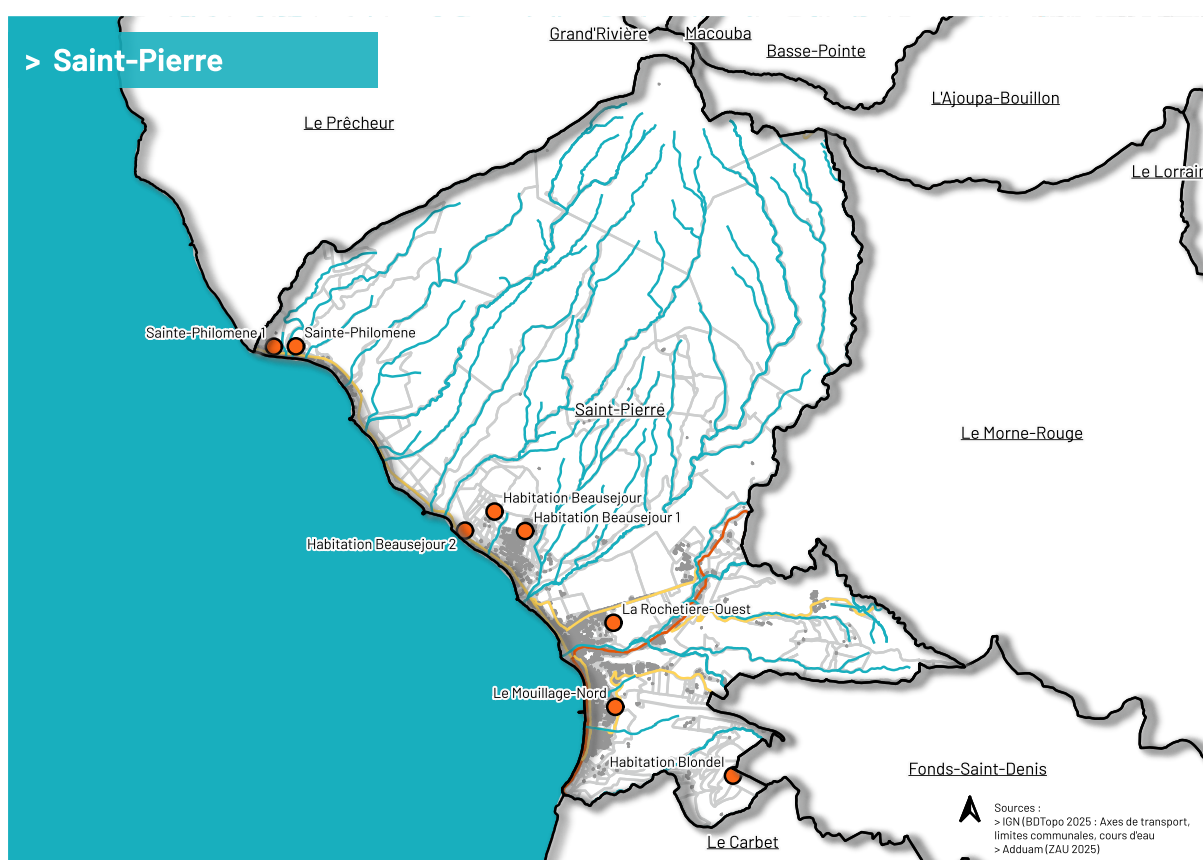 > Saint-Pierre
Grand'Rivière
Macouba
Basse-Pointe
L'Ajoupa-Bouillon
Le Prêcheur
Le Lorrain
Sainte-Philomene 1
Sainte-Philomene
Saint-Pierre
Le Morne-Rouge
Habitation Beausejour
Habitation Beausejour 1
Habitation Beausejour 2
La Rochetiere-Ouest
Le Mouillage-Nord
Habitation Blondel
Fonds-Saint-Denis
Le Carbet
Sources :
> IGN (BDTopo 2025 : Axes de transport,
limites communales, cours d'eau
> Adduam (ZAU 2025)